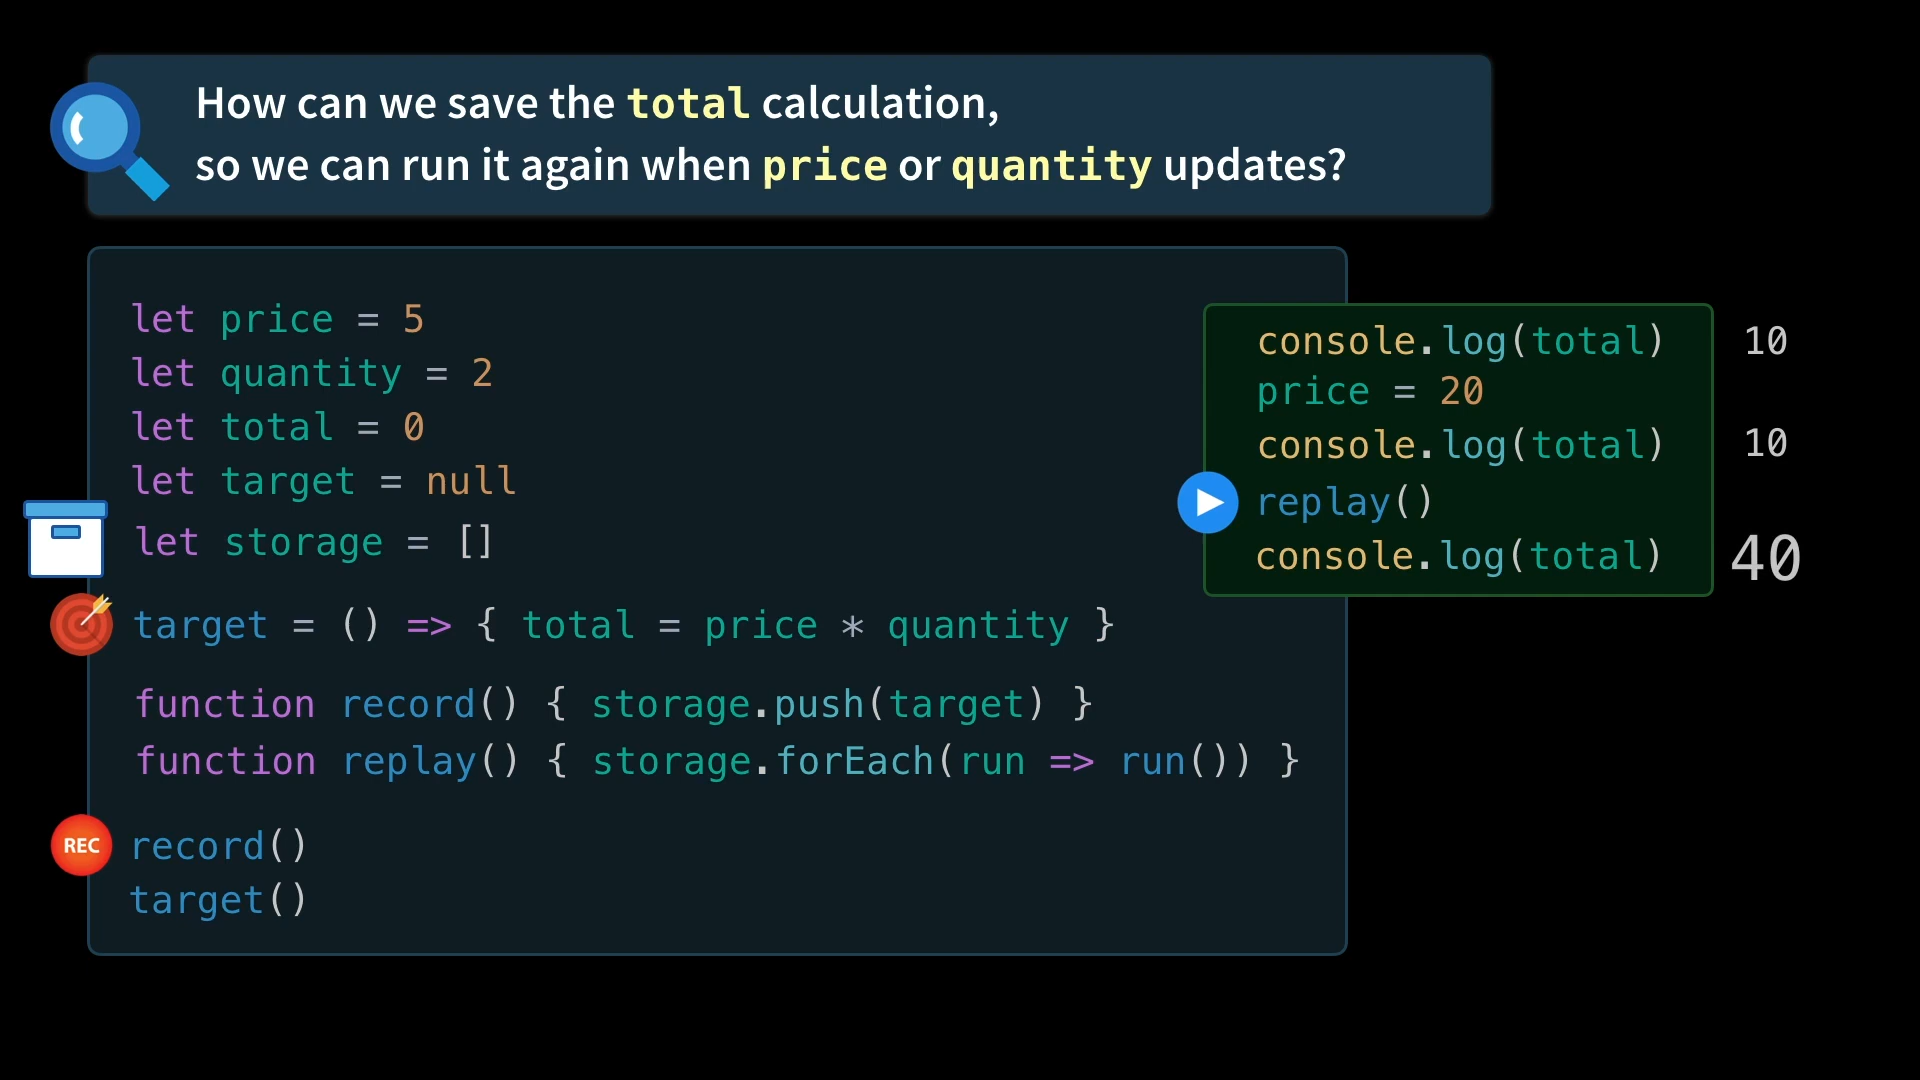 How can we save the total calculation,
so we can run it again when price or quantity updates?
let price = 5
let quantity = 2
let total = 0
let target = null
let storage = []
target = () => { total = price * quantity }
function record() { storage.push(target) }
function replay() { storage.forEach(run => run()) }
REC
record()
target()
console.log(total) 10
price = 20
console.log(total) 10
replay()
console.log(total) 40